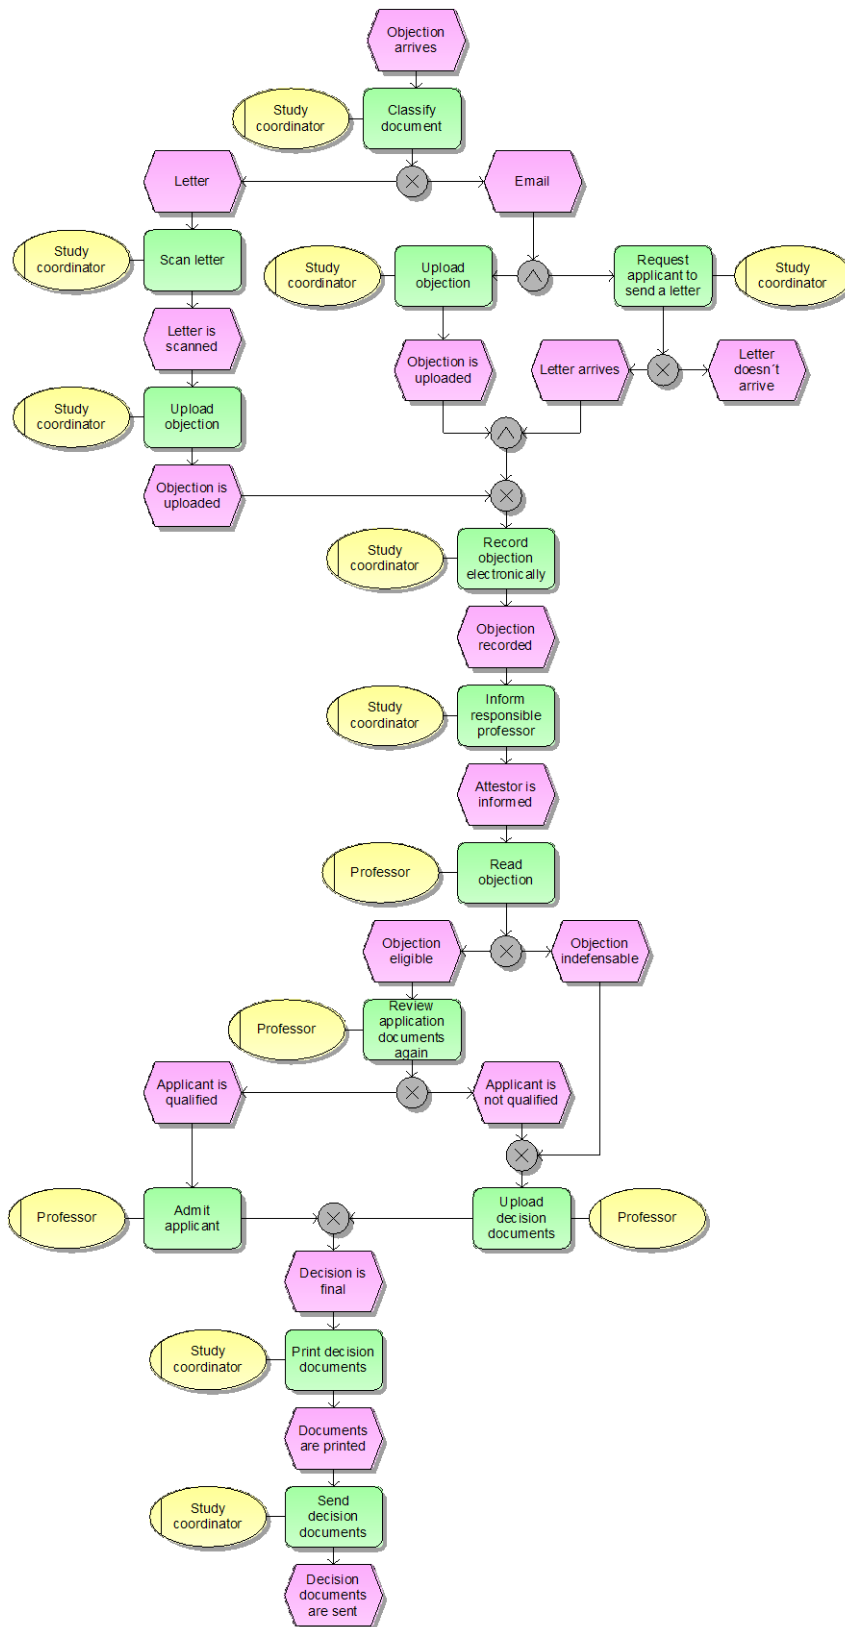 Objection
arrives
Study
coordinator
Classify
document
Letter
Email
Study
coordinator
Scan letter
Study
coordinator
Upload
objection
Request
applicant to
send a letter
Study
coordinator
Letter is
scanned
Objection is
uploaded
Letter arrives
Letter
doesn´t
arrive
Study
coordinator
Upload
objection
Objection is
uploaded
Study
coordinator
Record
objection
electronically
Objection
recorded
Study
coordinator
Inform
responsible
professor
Attestor is
informed
Professor
Read
objection
Objection
eligible
Objection
indefensable
Professor
Review
application
documents
again
Applicant is
qualified
Applicant is
not qualified
Professor
Admit
applicant
Upload
decision
documents
Professor
Decision is
final
Study
coordinator
Print decision
documents
Documents
are printed
Study
coordinator
Send
decision
documents
Decision
documents
are sent